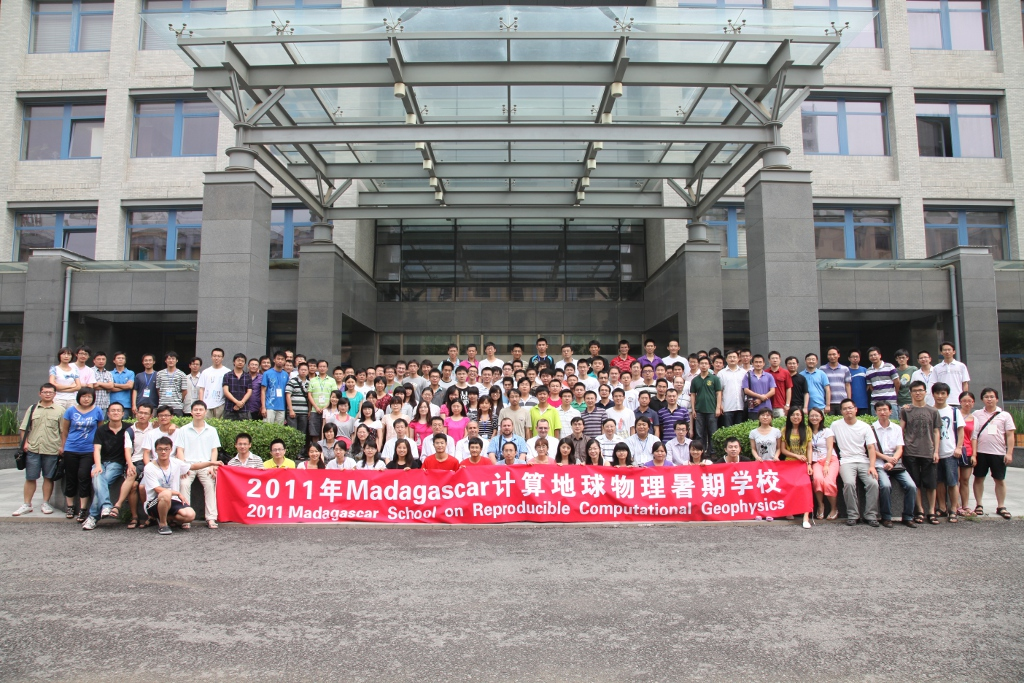 2011年Madagascar计算地球物理暑期学校
2011 Madagascar School on Reproducible Computational Geophysics